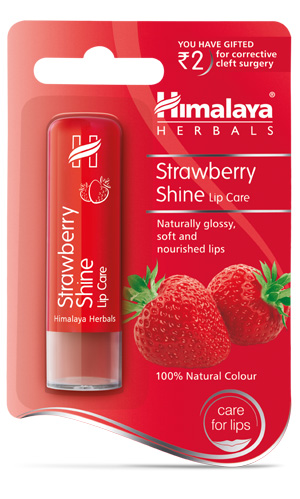 YOU HAVE GIFTED
₹2 for corrective
cleft surgery
Himalaya®
HERBALS
Strawberry
Shine Lip Care
Naturally glossy,
soft and
nourished lips
100% Natural Colour
care
for lips
Strawberry
Shine Lip Care
Himalaya Herbals